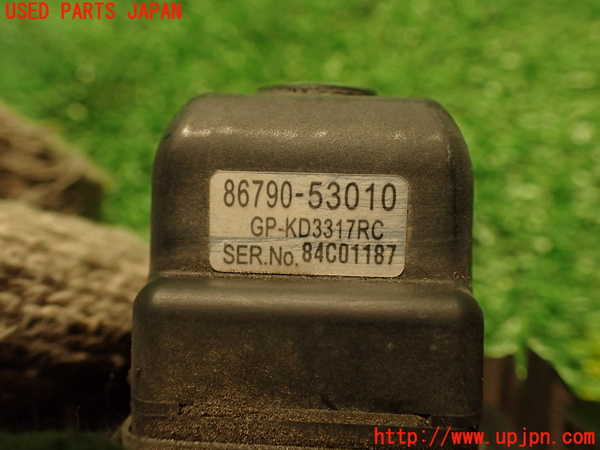 USED PARTS JAPAN
86790-53010
GP-KD3317RC
SER.No. 84C01187
http://www.upjpn.com/